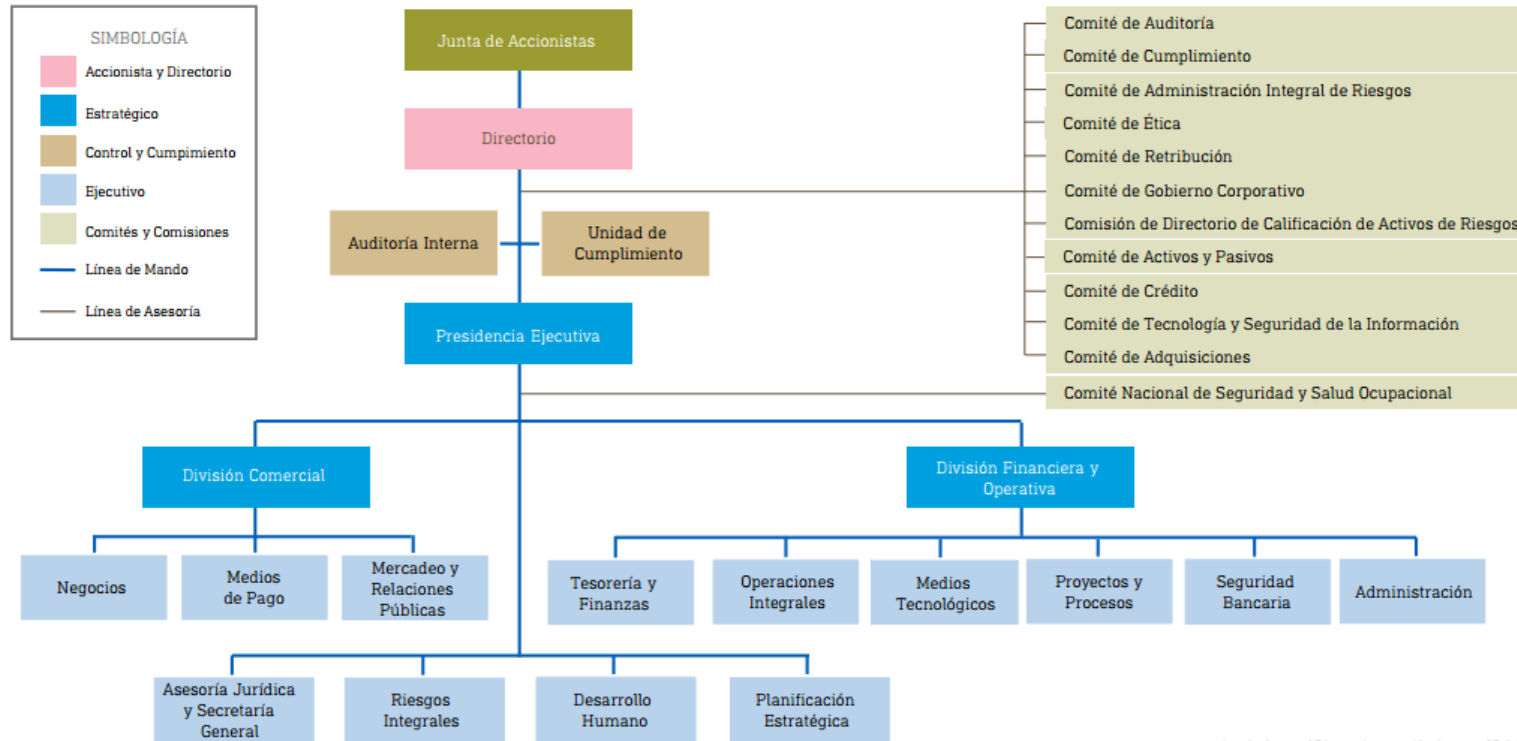 SIMBOLOGÍA
Accionista y Directorio
Estratégico
Control y Cumpimiento
Ejecutivo
Comités y Comisiones
Línea de Mando
Línea de Asesoría
Junta de Accionistas
Directorio
Auditoría Interna
Unidad de
Cumplimiento
Presidencia Ejecutiva
Comité de Auditoría
Comité de Cumplimiento
Comité de Administración Integral de Riesgos
Comité de Ética
Comité de Retribución
Comité de Gobierno Corporativo
Comisión de Directorio de Calificación de Activos de Riesgos
Comité de Activos y Pasivos
Comité de Crédito
Comité de Tecnología y Seguridad de la Información
Comité de Adquisiciones
Comité Nacional de Seguridad y Salud Ocupacional
División Comercial
División Financiera y
Operativa
Negocios
Medios
de Pago
Mercadeo y
Relaciones
Públicas
Tesorería y
Finanzas
Operaciones
Integrales
Medios
Tecnológicos
Proyectos y
Procesos
Seguridad
Bancaria
Administración
Asesoría Jurídica
y Secretaría
General
Riesgos
Integrales
Desarrollo
Humano
Planificación
Estratégica